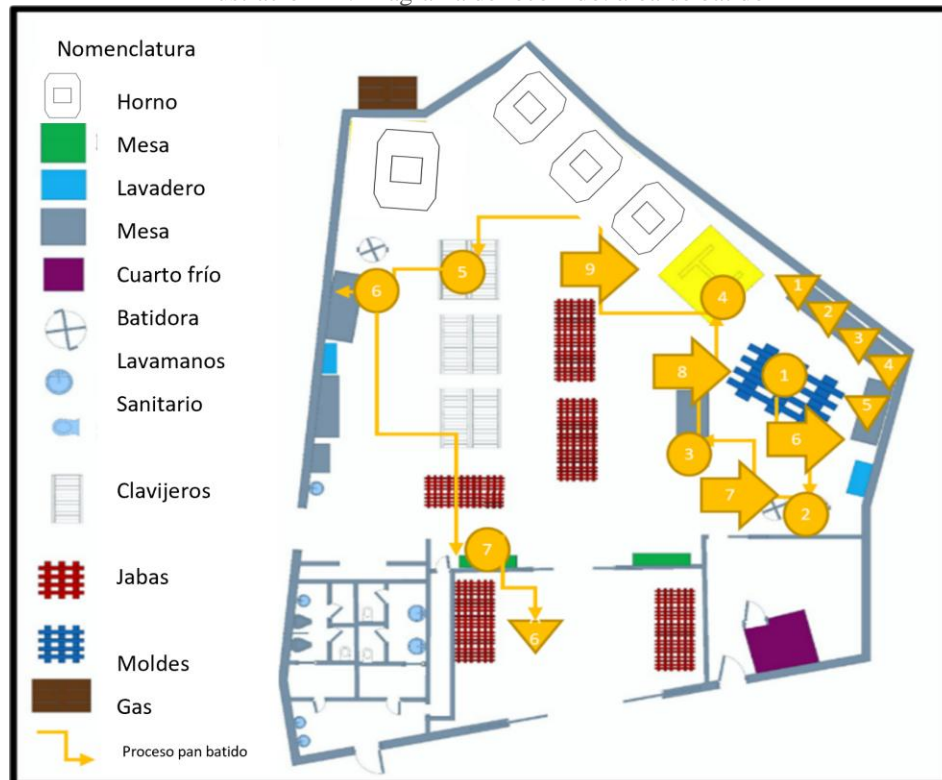 Nomenclatura
Horno
Mesa
Lavadero
Mesa
Cuarto frío
Batidora
Lavamanos
Sanitario
Clavijeros
Jabas
Moldes
Gas
Proceso pan batido
5
9
6
4
1
2
3
4
8
1
5
6
3
7
2
7
6